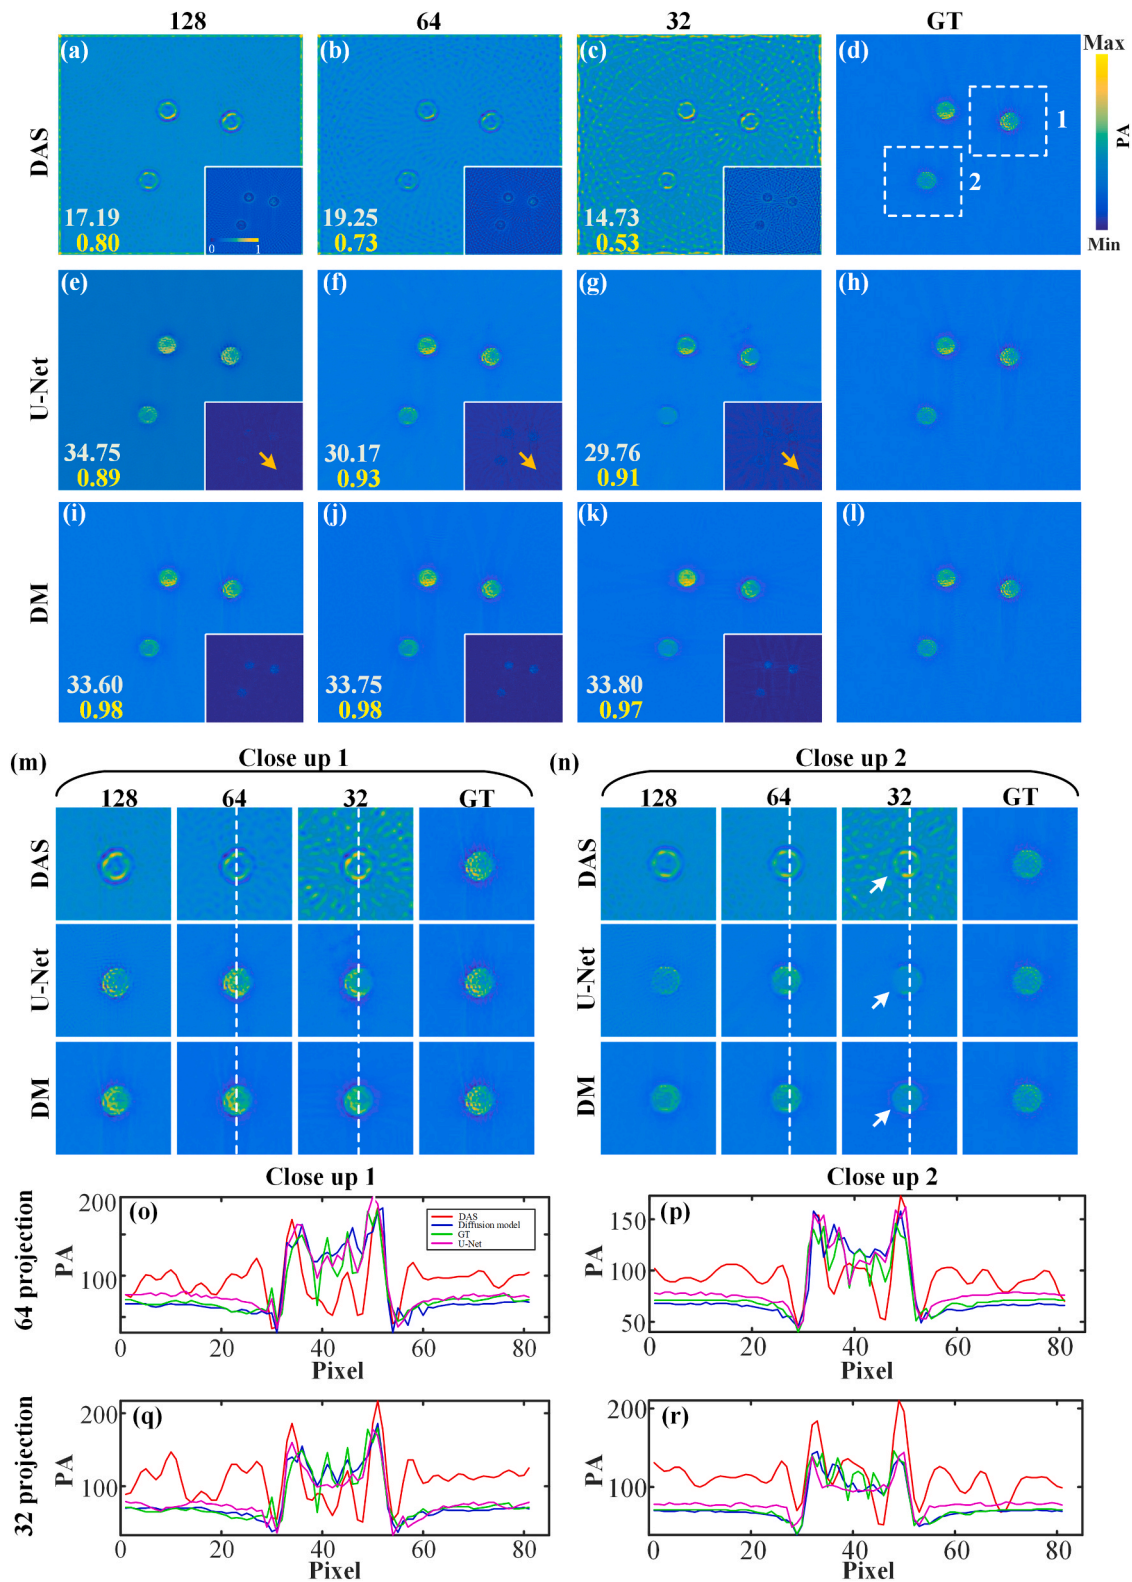 128 64 32 GT
DAS
(a) (b) (c) (d)
Max
PA
Min
1
2
17.19 19.25 14.73
0.80 0.73 0.53
0 1
U-Net
(e) (f) (g) (h)
34.75 30.17 29.76
0.89 0.93 0.91
DM
(i) (j) (k) (l)
33.60 33.75 33.80
0.98 0.98 0.97
(m) Close up 1
128 64 32 GT
DAS
U-Net
DM
(n) Close up 2
128 64 32 GT
DAS
U-Net
DM
64 projection
Close up 1
(o)
DAS
Diffusion model
GT
U-Net
PA
200
100
0 20 40 60 80
Pixel
Close up 2
(p)
PA
150
100
50
0 20 40 60 80
Pixel
32 projection
(q)
PA
200
100
0 20 40 60 80
Pixel
(r)
PA
200
100
0 20 40 60 80
Pixel